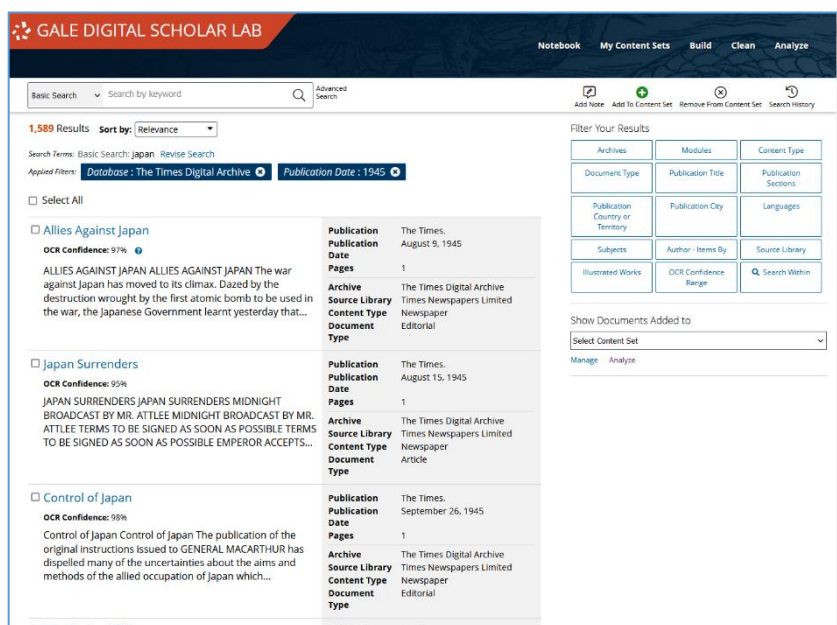 GALE DIGITAL SCHOLAR LAB
Notebook My Content Sets Build Clean Analyze
Basic Search Search by keyword Advanced Search
Add Note Add To Content Set Remove From Content Set Search History
1,589 Results Sort by: Relevance
Search Terms: Basic Search: japan Revise Search
Applied Filters: Database : The Times Digital Archive Publication Date : 1945
Select All
Allies Against Japan
OCR Confidence: 97%
ALLIES AGAINST JAPAN ALLIES AGAINST JAPAN The war
against Japan has moved to its climax. Dazed by the
destruction wrought by the first atomic bomb to be used in
the war, the Japanese Government learnt yesterday that...
Publication The Times.
Publication Date August 9, 1945
Pages 1
Archive The Times Digital Archive
Source Library Times Newspapers Limited
Content Type Newspaper
Document Type Editorial
Japan Surrenders
OCR Confidence: 95%
JAPAN SURRENDERS JAPAN SURRENDERS MIDNIGHT
BROADCAST BY MR. ATTLEE MIDNIGHT BROADCAST BY MR.
ATTLEE TERMS TO BE SIGNED AS SOON AS POSSIBLE TERMS
TO BE SIGNED AS SOON AS POSSIBLE EMPEROR ACCEPTS...
Publication The Times.
Publication Date August 15, 1945
Pages 1
Archive The Times Digital Archive
Source Library Times Newspapers Limited
Content Type Newspaper
Document Type Article
Control of Japan
OCR Confidence: 98%
Control of Japan Control of Japan The publication of the
original instructions issued to GENERAL MACARTHUR has
dispelled many of the uncertainties about the aims and
methods of the allied occupation of Japan which...
Publication The Times.
Publication Date September 26, 1945
Pages 1
Archive The Times Digital Archive
Source Library Times Newspapers Limited
Content Type Newspaper
Document Type Editorial
Filter Your Results
Archives Modules Content Type
Document Type Publication Title Publication Sections
Publication Country or Territory Publication City Languages
Subjects Author - Items By Source Library
Illustrated Works OCR Confidence Range Search Within
Show Documents Added to
Select Content Set
Manage Analyze